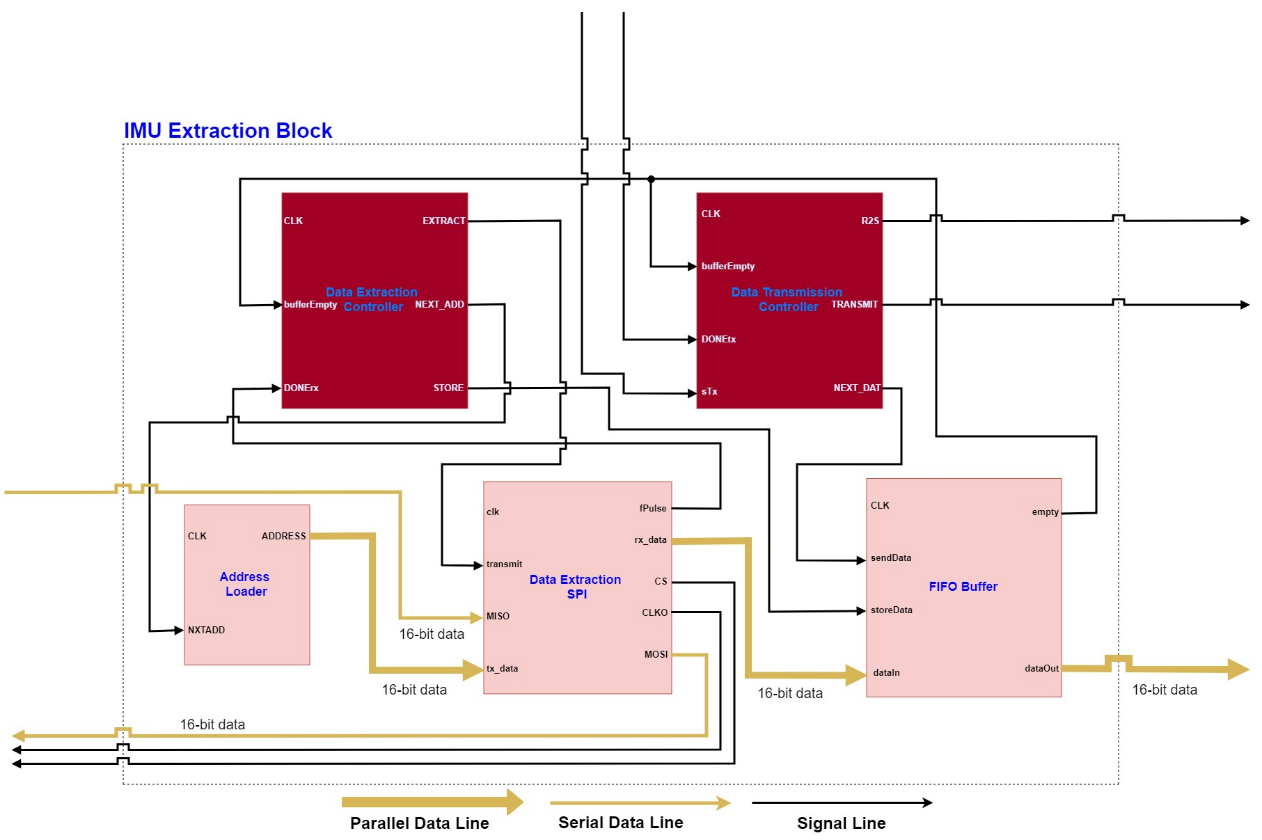 IMU Extraction Block
CLK
EXTRACT
bufferEmpty
Data Extraction
Controller
NEXT_ADD
DONErx
STORE
CLK
R2S
bufferEmpty
Data Transmission
Controller
TRANSMIT
DONEtx
sTx
NEXT_DAT
CLK
ADDRESS
Address
Loader
NXTADD
clk
fPulse
rx_data
transmit
Data Extraction
SPI
CS
MISO
CLKO
MOSI
tx_data
16-bit data
16-bit data
16-bit data
CLK
empty
sendData
FIFO Buffer
storeData
dataIn
dataOut
16-bit data
16-bit data
Parallel Data Line
Serial Data Line
Signal Line